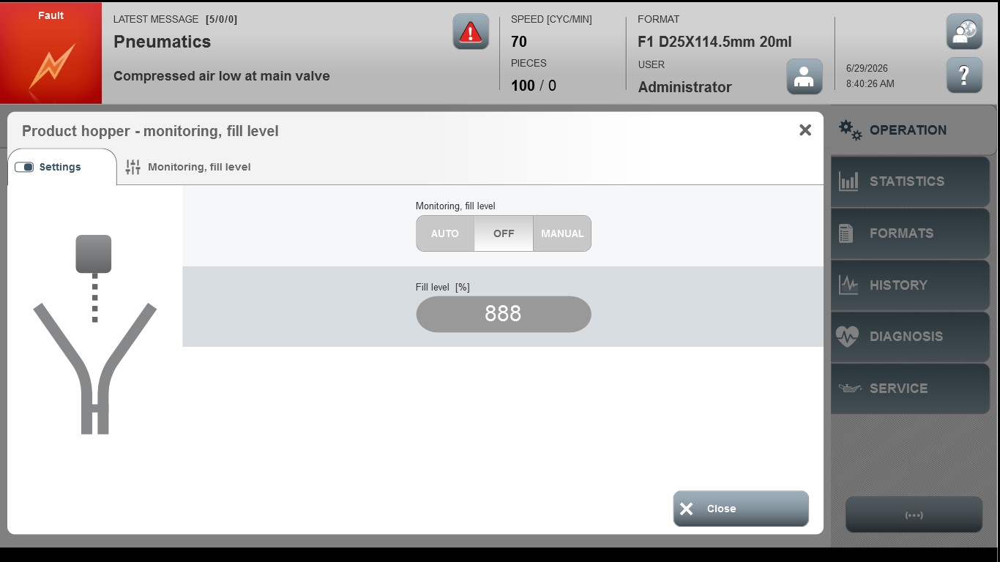 Fault
LATEST MESSAGE [5/0/0]
Pneumatics
Compressed air low at main valve
SPEED [CYC/MIN]
70
PIECES
100 / 0
FORMAT
F1 D25X114.5mm 20ml
USER
Administrator
6/29/2026
8:40:26 AM
?
Product hopper - monitoring, fill level
Settings
Monitoring, fill level
Monitoring, fill level
AUTO OFF MANUAL
Fill level [%]
888
Close
OPERATION
STATISTICS
FORMATS
HISTORY
DIAGNOSIS
SERVICE
(...)